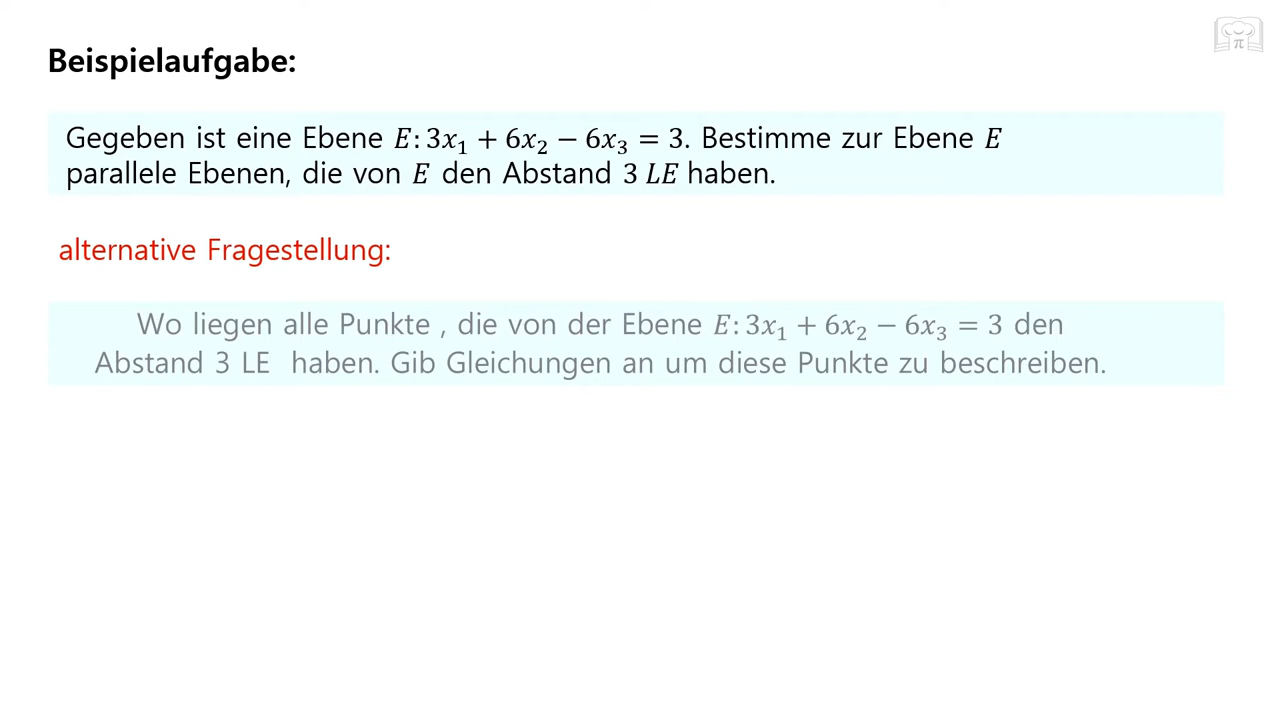 Beispielaufgabe:
Gegeben ist eine Ebene E: 3x₁ + 6x₂ − 6x₃ = 3. Bestimme zur Ebene E
parallele Ebenen, die von E den Abstand 3 LE haben.
alternative Fragestellung:
Wo liegen alle Punkte , die von der Ebene E: 3x₁ + 6x₂ − 6x₃ = 3 den
Abstand 3 LE haben. Gib Gleichungen an um diese Punkte zu beschreiben.
π